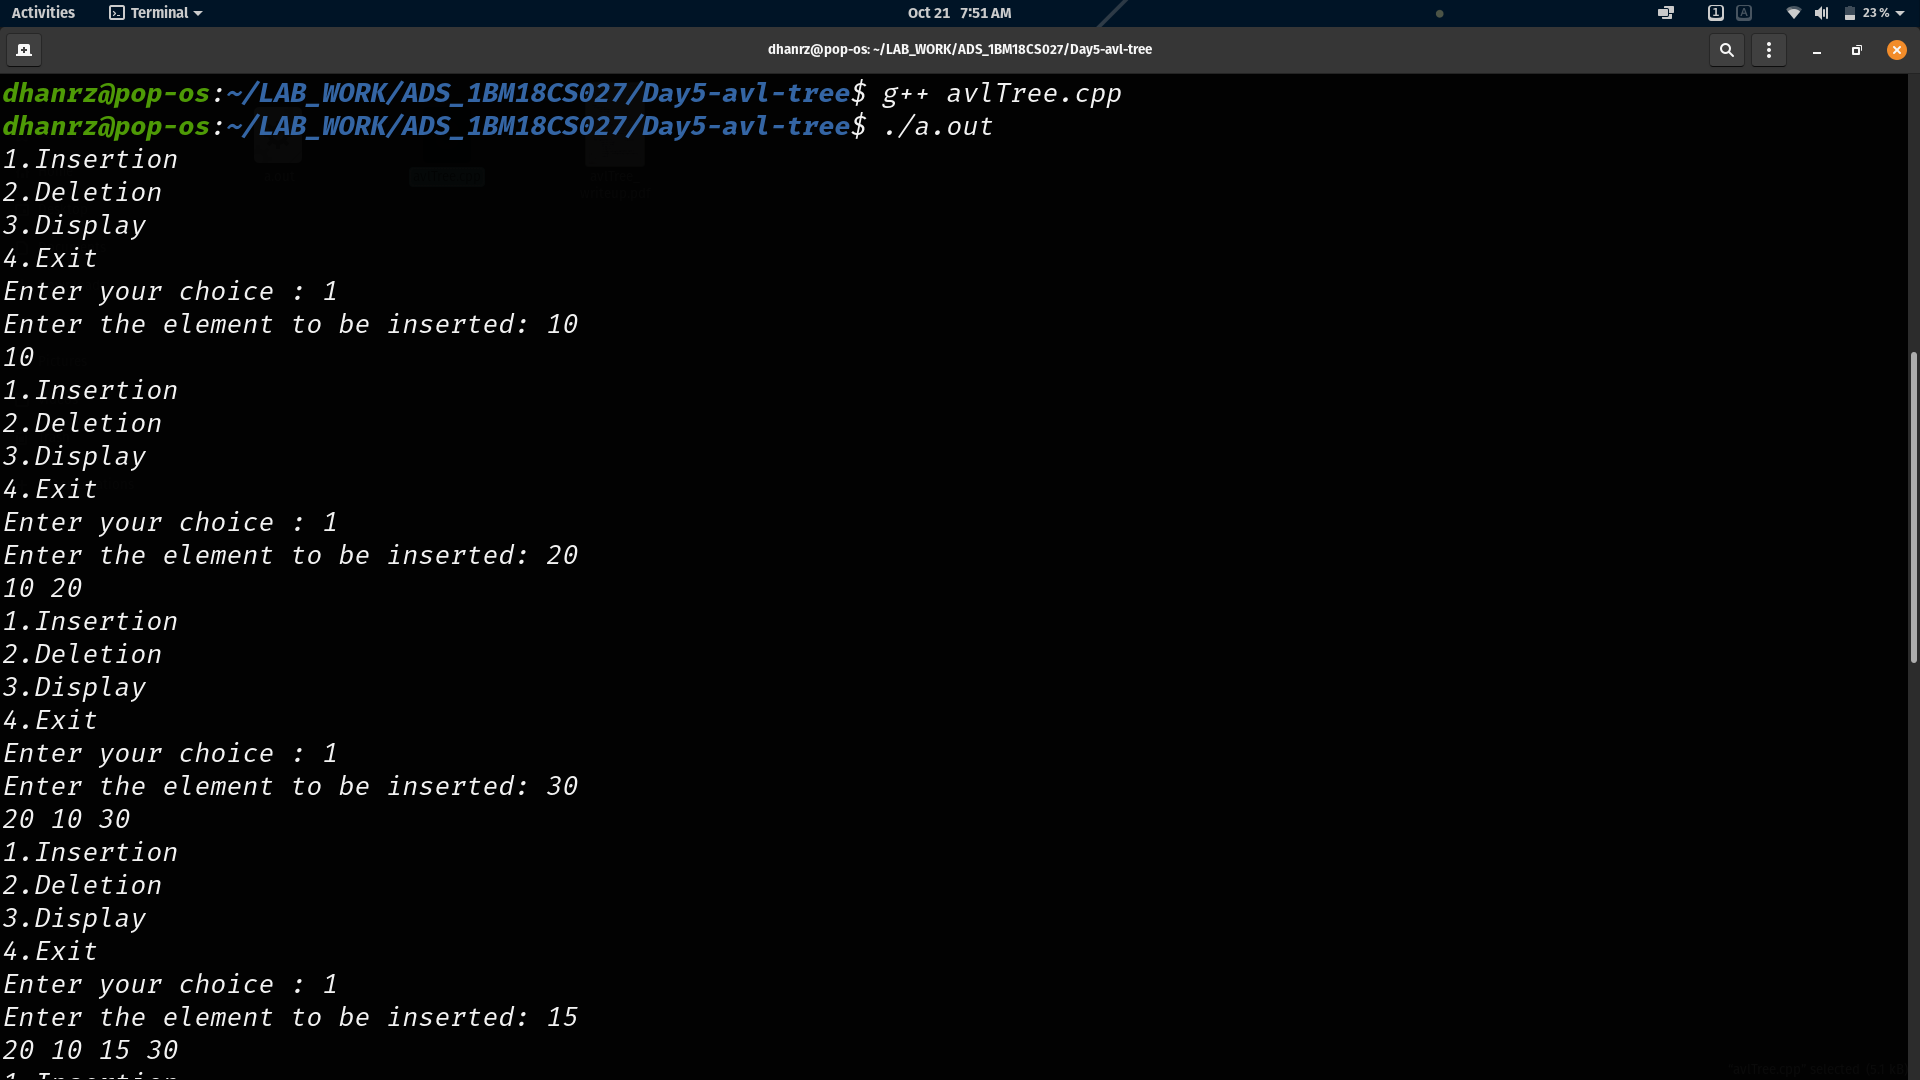 Activities Terminal Oct 21 7:51 AM 1 A 23 %
dhanrz@pop-os: ~/LAB_WORK/ADS_1BM18CS027/Day5-avl-tree
dhanrz@pop-os:~/LAB_WORK/ADS_1BM18CS027/Day5-avl-tree$ g++ avlTree.cpp
dhanrz@pop-os:~/LAB_WORK/ADS_1BM18CS027/Day5-avl-tree$ ./a.out
1.Insertion
2.Deletion
3.Display
4.Exit
Enter your choice : 1
Enter the element to be inserted: 10
10
1.Insertion
2.Deletion
3.Display
4.Exit
Enter your choice : 1
Enter the element to be inserted: 20
10 20
1.Insertion
2.Deletion
3.Display
4.Exit
Enter your choice : 1
Enter the element to be inserted: 30
20 10 30
1.Insertion
2.Deletion
3.Display
4.Exit
Enter your choice : 1
Enter the element to be inserted: 15
20 10 15 30
1.Insertion